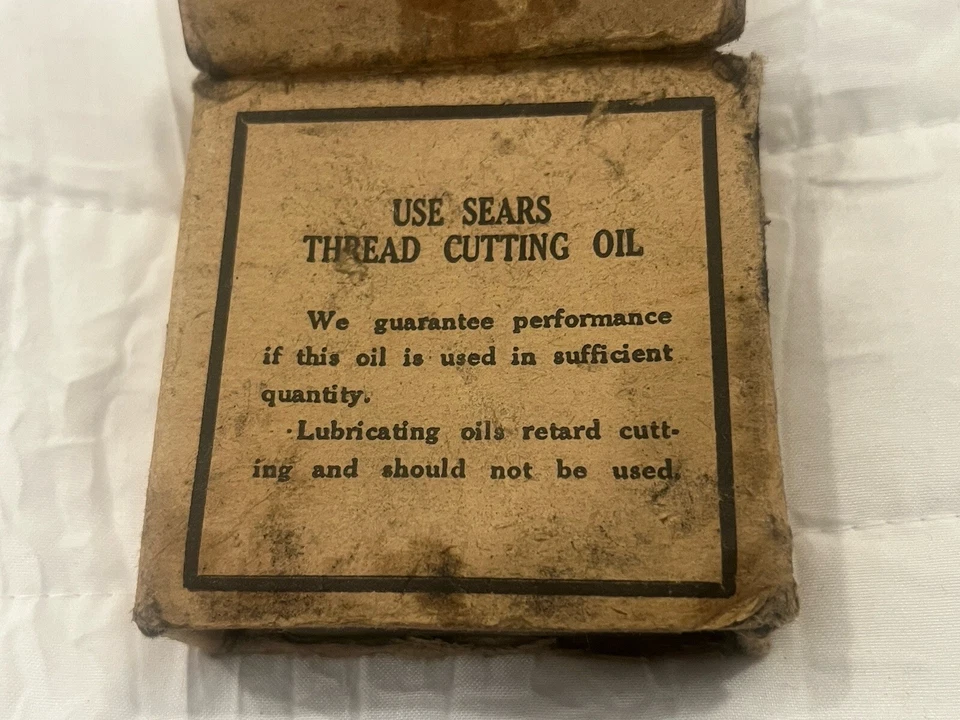 USE SEARS
THREAD CUTTING OIL
We guarantee performance
if this oil is used in sufficient
quantity.
Lubricating oils retard cutt-
ing and should not be used.